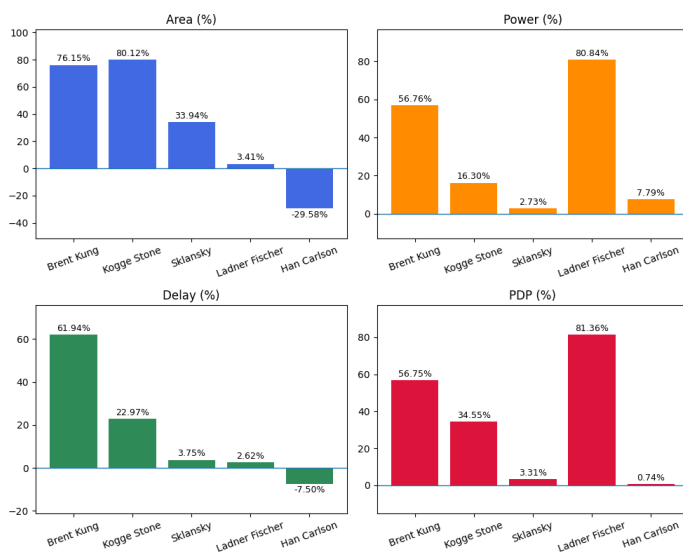 Area (%)
100
80
60
40
20
0
−20
−40
76.15%
80.12%
33.94%
3.41%
-29.58%
Brent Kung
Kogge Stone
Sklansky
Ladner Fischer
Han Carlson
Power (%)
80
60
40
20
0
56.76%
16.30%
2.73%
80.84%
7.79%
Brent Kung
Kogge Stone
Sklansky
Ladner Fischer
Han Carlson
Delay (%)
60
40
20
0
−20
61.94%
22.97%
3.75%
2.62%
-7.50%
Brent Kung
Kogge Stone
Sklansky
Ladner Fischer
Han Carlson
PDP (%)
80
60
40
20
0
56.75%
34.55%
3.31%
81.36%
0.74%
Brent Kung
Kogge Stone
Sklansky
Ladner Fischer
Han Carlson